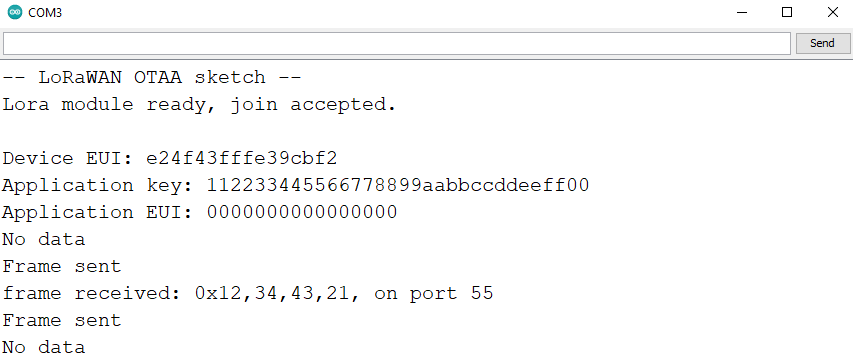 COM3
Send
-- LoRaWAN OTAA sketch --
Lora module ready, join accepted.
Device EUI: e24f43fffe39cbf2
Application key: 112233445566778899aabbccddeeff00
Application EUI: 0000000000000000
No data
Frame sent
frame received: 0x12,34,43,21, on port 55
Frame sent
No data